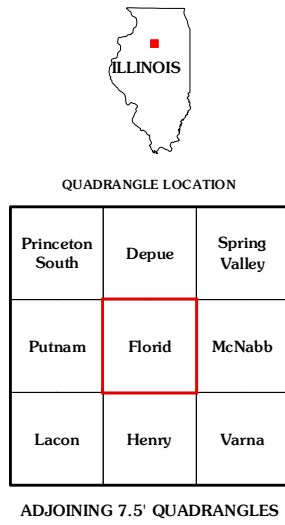 ILLINOIS
QUADRANGLE LOCATION
Princeton
South
Depue
Spring
Valley
Putnam
Florid
McNabb
Lacon
Henry
Varna
ADJOINING 7.5' QUADRANGLES